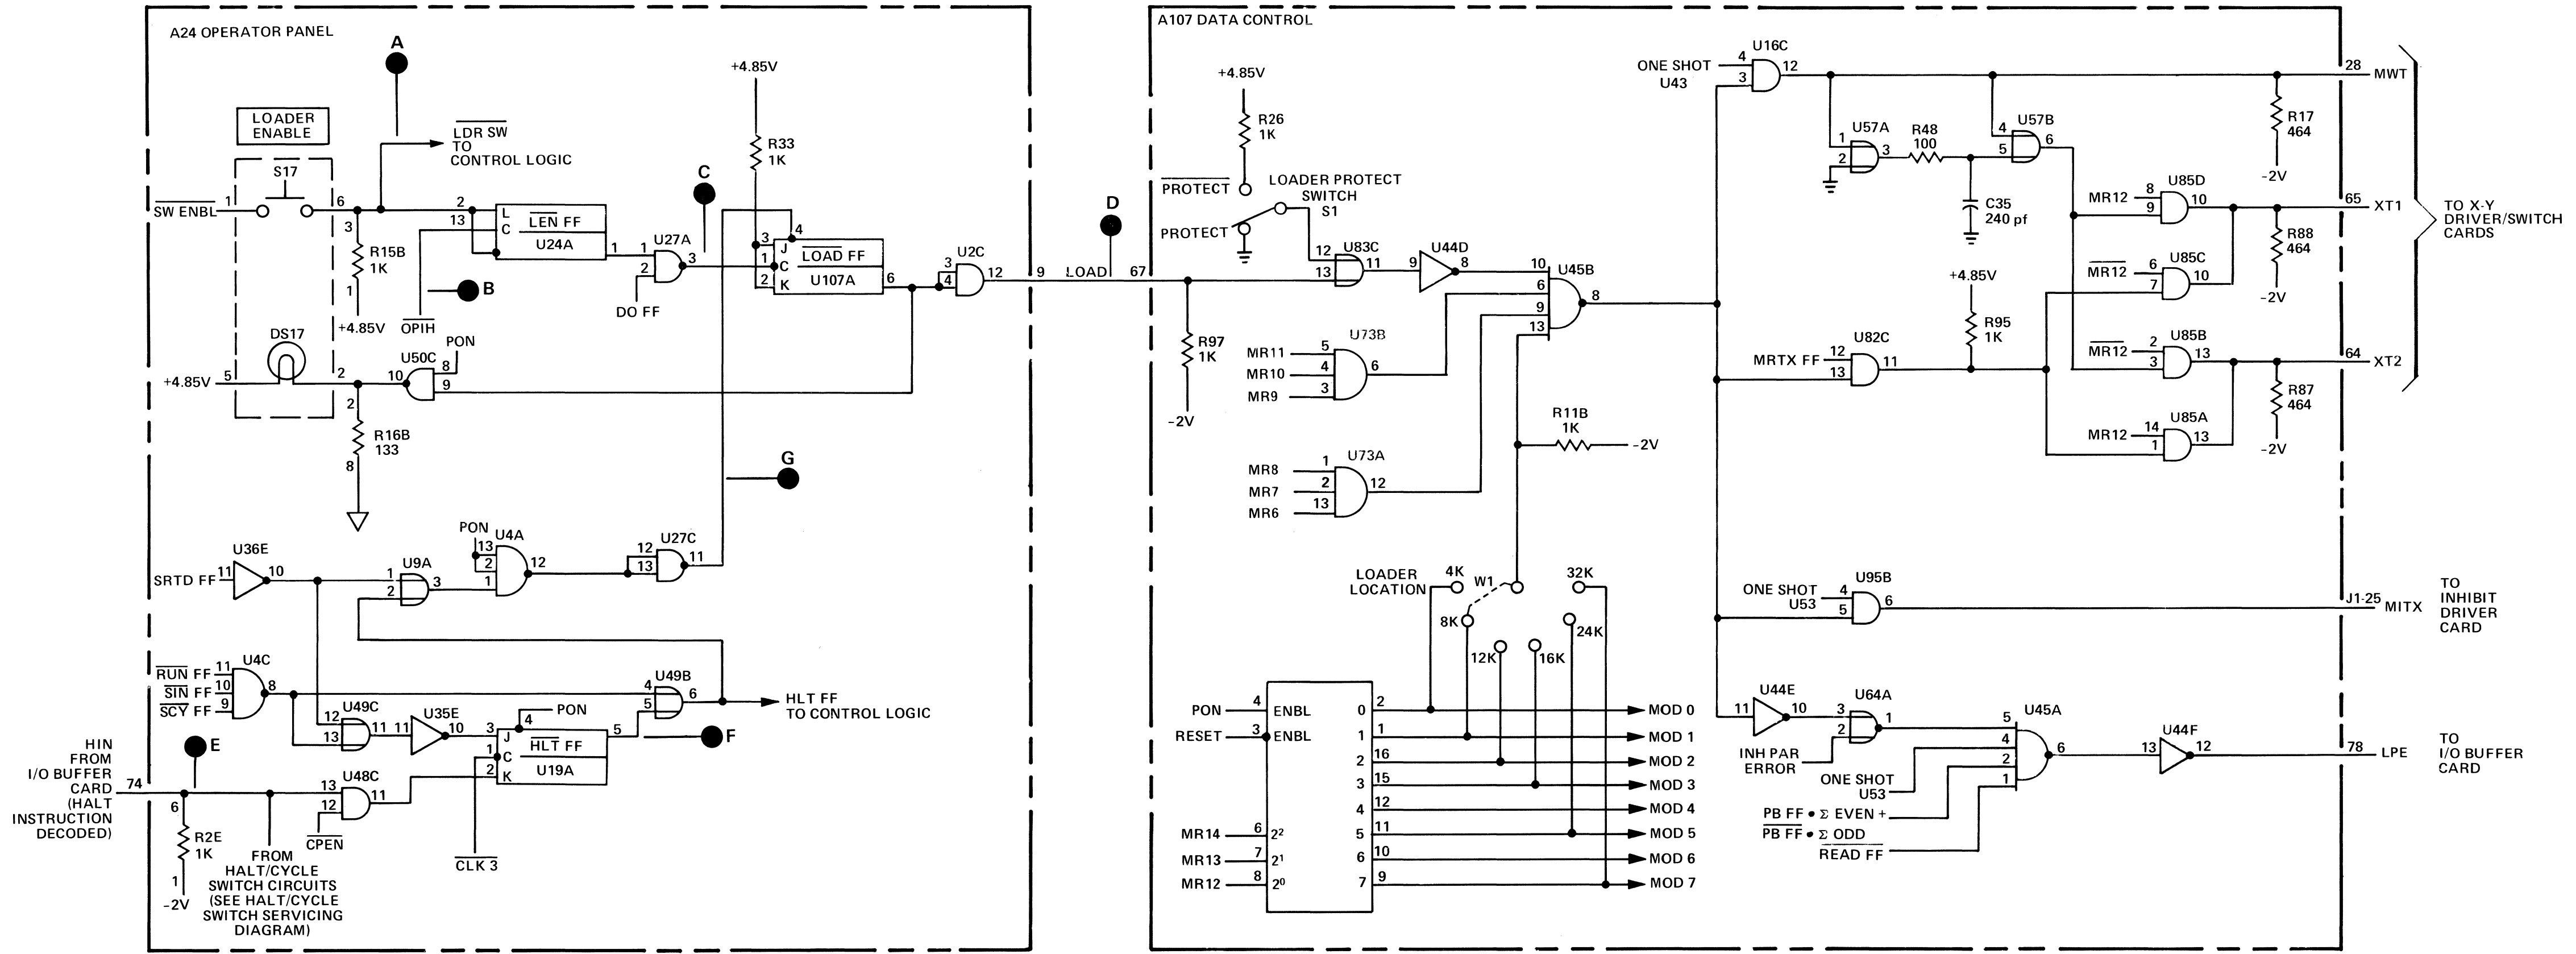 A24 OPERATOR PANEL
A
LOADER
ENABLE
LDR SW
TO
CONTROL LOGIC
S17
SW ENBL
1
6
2
13
3
R15B
1K
1
+4.85V
L
C
LEN FF
U24A
1
B
OPIH
1
2
U27A
3
DO FF
C
+4.85V
R33
1K
4
3
1
2
J
C
K
LOAD FF
U107A
6
U2C
3
4
12
D
9
LOAD
67
DS17
+4.85V
5
2
U50C
PON
10
8
9
2
R16B
133
8
G
U36E
SRTD FF
11
10
U9A
1
2
3
PON
U4A
13
2
1
12
U27C
12
13
11
RUN FF
SIN FF
SCY FF
11
10
9
U4C
8
U49C
12
13
11
U35E
11
10
PON
4
3
1
2
J
C
K
HLT FF
U19A
5
U49B
4
5
6
HLT FF
TO CONTROL LOGIC
F
HIN
FROM
I/O BUFFER
CARD
(HALT
INSTRUCTION
DECODED)
74
E
6
R2E
1K
1
-2V
U48C
13
12
11
CPEN
CLK 3
FROM
HALT/CYCLE
SWITCH CIRCUITS
(SEE HALT/CYCLE
SWITCH SERVICING
DIAGRAM)
A107 DATA CONTROL
+4.85V
R26
1K
PROTECT
LOADER PROTECT
SWITCH
S1
PROTECT
R97
1K
-2V
U83C
12
13
11
U44D
9
8
U45B
10
6
9
13
8
U73B
MR11
MR10
MR9
5
4
3
6
U73A
MR8
MR7
MR6
1
2
13
12
R11B
1K
-2V
LOADER
LOCATION
4K
W1
32K
8K
24K
12K
16K
PON
RESET
4
3
ENBL
ENBL
MR14
MR13
MR12
6
7
8
2²
2¹
2⁰
0
2
MOD 0
1
1
MOD 1
2
16
MOD 2
3
15
MOD 3
4
12
MOD 4
5
11
MOD 5
6
10
MOD 6
7
9
MOD 7
ONE SHOT
U43
U16C
4
3
12
28
MWT
R17
464
-2V
U57A
1
2
3
R48
100
U57B
4
5
6
C35
240 pf
U85D
MR12
8
9
10
65
XT1
R88
464
-2V
U85C
MR12
6
7
10
+4.85V
R95
1K
U82C
MRTX FF
12
13
11
U85B
MR12
2
3
13
64
XT2
R87
464
-2V
U85A
MR12
14
1
13
TO X-Y
DRIVER/SWITCH
CARDS
ONE SHOT
U53
U95B
4
5
6
J1-25
MITX
TO
INHIBIT
DRIVER
CARD
U44E
11
10
U64A
3
2
1
INH PAR
ERROR
U45A
5
4
2
1
6
ONE SHOT
U53
PB FF • Σ EVEN +
PB FF • Σ ODD
READ FF
U44F
13
12
78
LPE
TO
I/O BUFFER
CARD